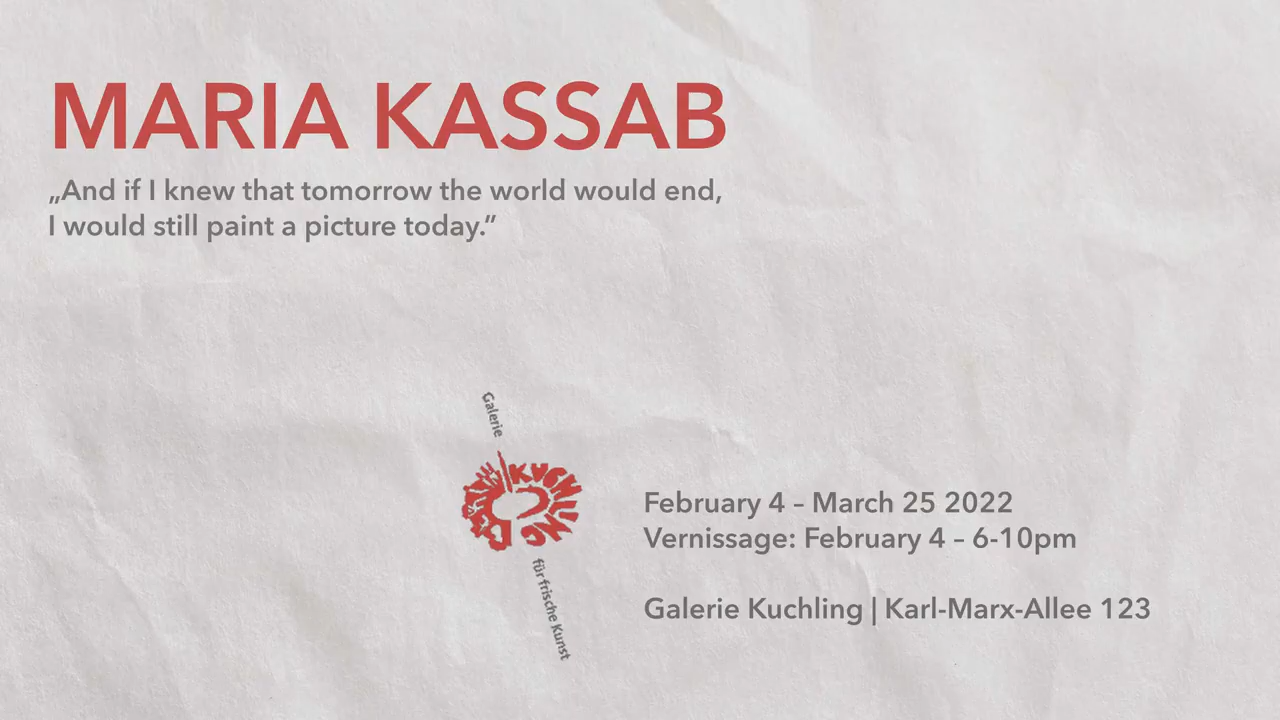 MARIA KASSAB
„And if I knew that tomorrow the world would end,
I would still paint a picture today.”
Galerie
KUCHLING
für frische Kunst
February 4 – March 25 2022
Vernissage: February 4 – 6-10pm
Galerie Kuchling | Karl-Marx-Allee 123